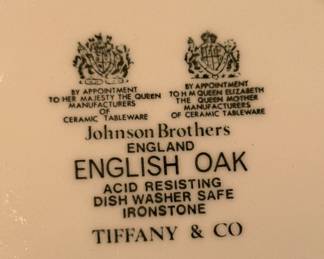 BY APPOINTMENT
TO HER MAJESTY THE QUEEN
MANUFACTURERS
OF
CERAMIC TABLEWARE
BY APPOINTMENT
TO H M QUEEN ELIZABETH
THE QUEEN MOTHER
MANUFACTURERS OF
CERAMIC TABLEWARE
Johnson Brothers
ENGLAND
ENGLISH OAK
ACID RESISTING
DISH WASHER SAFE
IRONSTONE
TIFFANY & CO